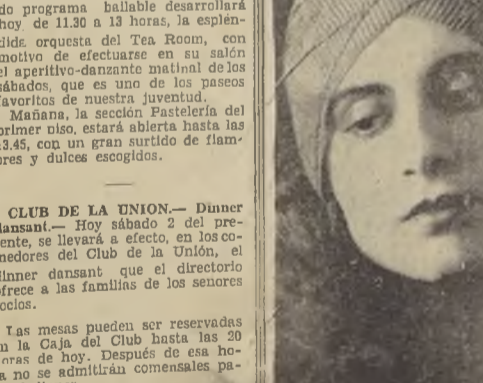 do programa bailable desarrollará
hoy, de 11.30 a 13 horas, la esplén-
dida orquesta del Tea Room, con
motivo de efectuarse en su salón
el aperitivo-danzante matinal de los
sábados, que es uno de los paseos
favoritos de nuestra juventud.
Mañana, la sección Pastelería del
primer piso, estará abierta hasta las
13.45, con un gran surtido de fiam-
bres y dulces escogidos.
CLUB DE LA UNION.— Dinner
dansant.— Hoy sábado 2 del pre-
sente, se llevará a efecto, en los co-
medores del Club de la Unión, el
dinner dansant que el directorio
ofrece a las familias de los senores
socios.
Las mesas pueden ser reservadas
en la Caja del Club hasta las 20
horas de hoy. Después de esa ho-
ra no se admitirán comensales pa-